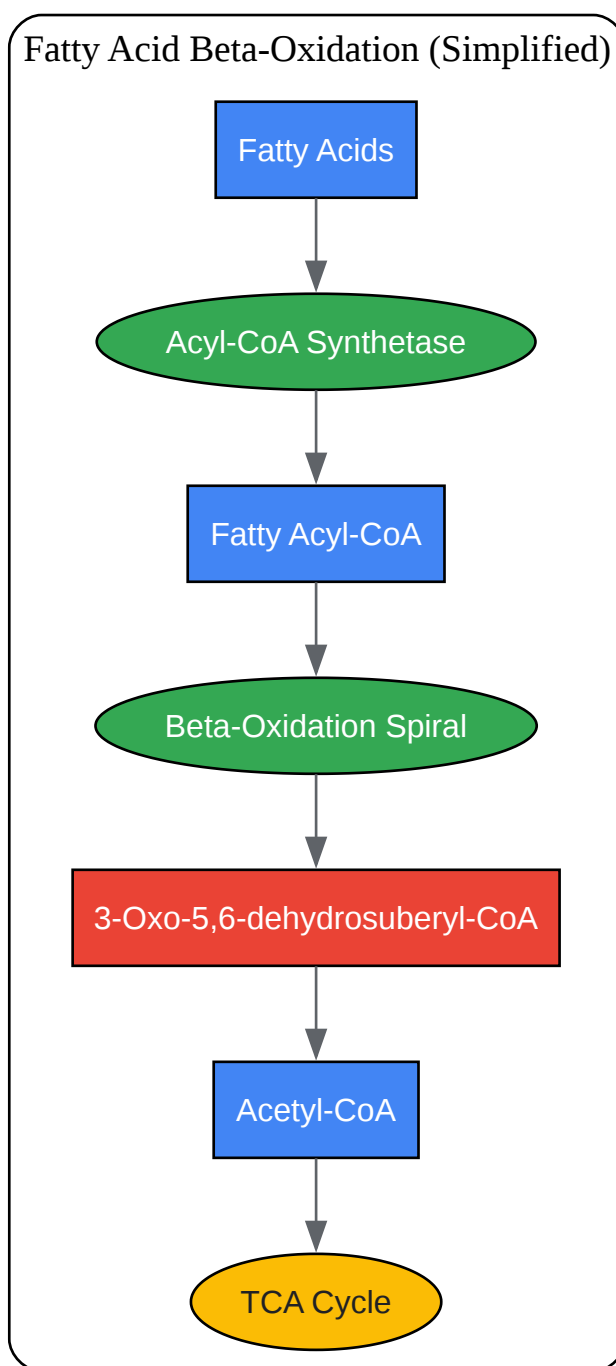 Fatty Acid Beta-Oxidation (Simplified)
Fatty Acids
Acyl-CoA Synthetase
Fatty Acyl-CoA
Beta-Oxidation Spiral
3-Oxo-5,6-dehydrosuberyl-CoA
Acetyl-CoA
TCA Cycle